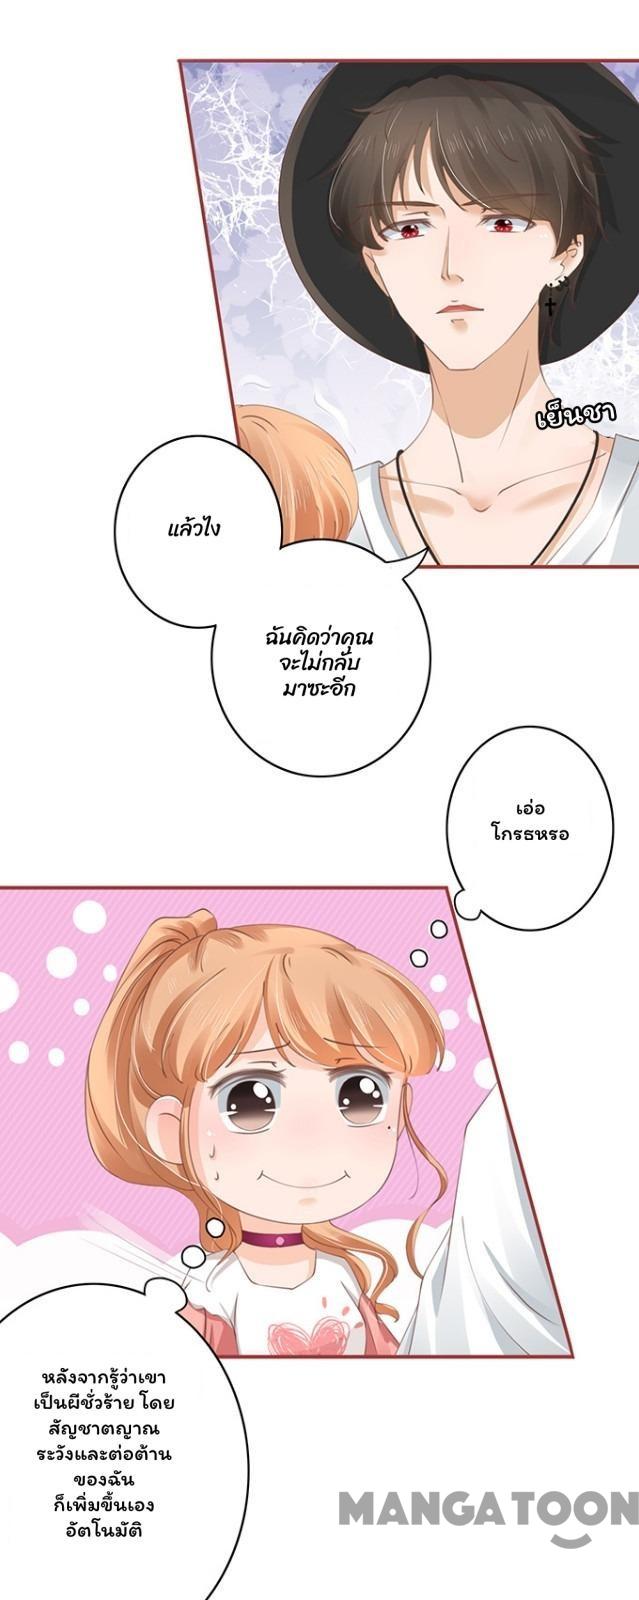 เย็นชา
แล้วไง
ฉันคิดว่าคุณ
จะไม่กลับ
มาซะอีก
เอ่อ
โกรธหรอ
หลังจากรู้ว่าเขา
เป็นผีชั่วร้าย โดย
สัญชาตญาณ
ระวังและต่อต้าน
ของฉัน
ก็เพิ่มขึ้นเอง
อัตโนมัติ
MANGATOON